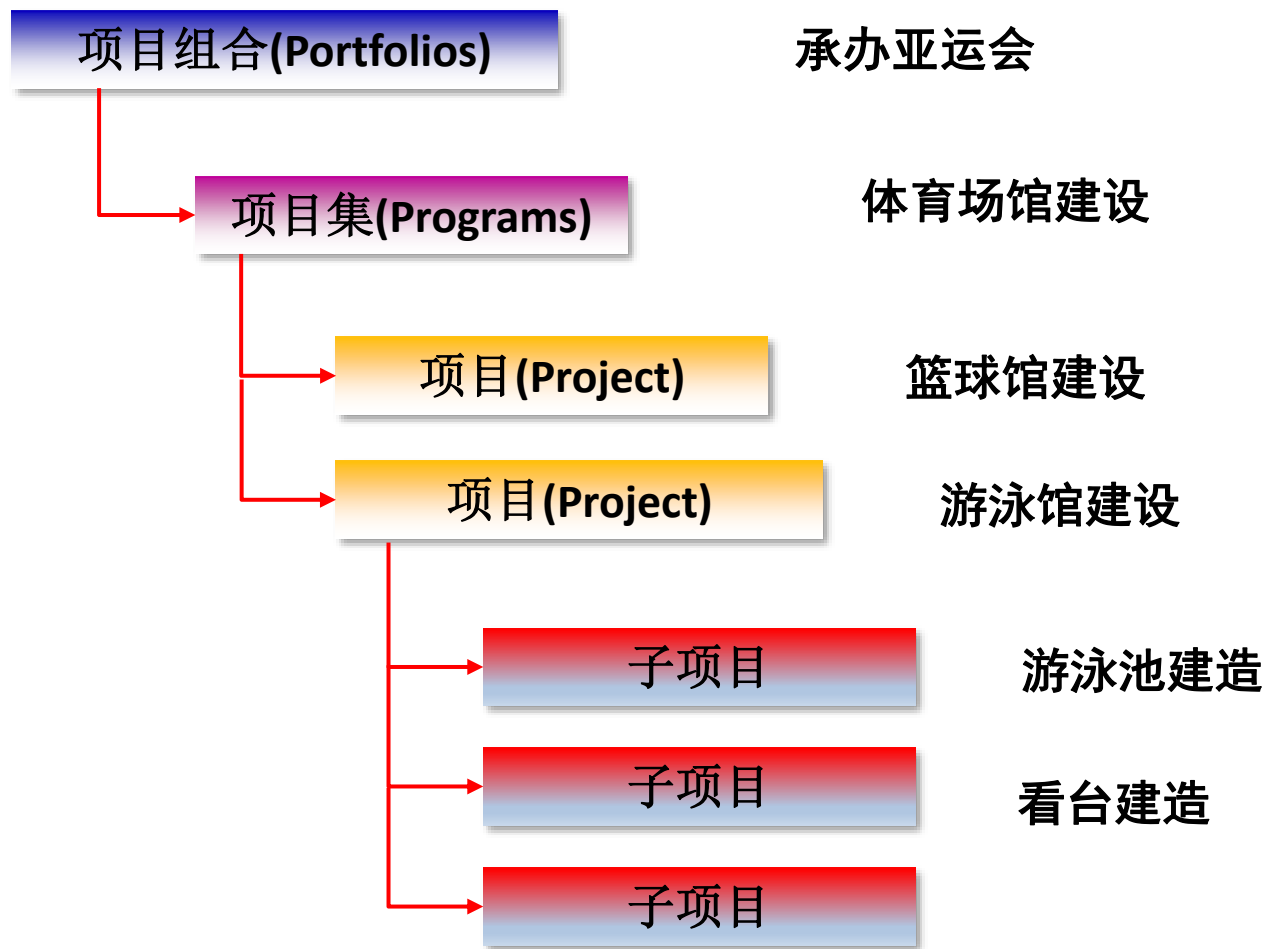 项目组合(Portfolios)
承办亚运会
项目集(Programs)
体育场馆建设
项目(Project)
篮球馆建设
项目(Project)
游泳馆建设
子项目
游泳池建造
子项目
看台建造
子项目